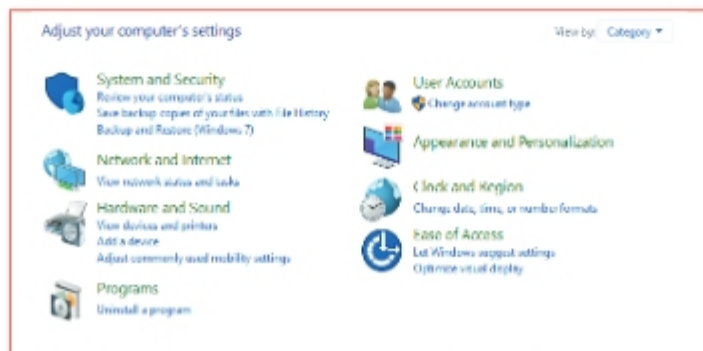 Adjust your computer's settings
View by: Category
System and Security
Review your computer's status
Save backup copies of your files with File History
Backup and Restore (Windows 7)
Network and Internet
View network status and tasks
Hardware and Sound
View devices and printers
Add a device
Adjust commonly used mobility settings
Programs
Uninstall a program
User Accounts
Change account type
Appearance and Personalization
Clock and Region
Change date, time, or number formats
Ease of Access
Let Windows suggest settings
Optimize visual display